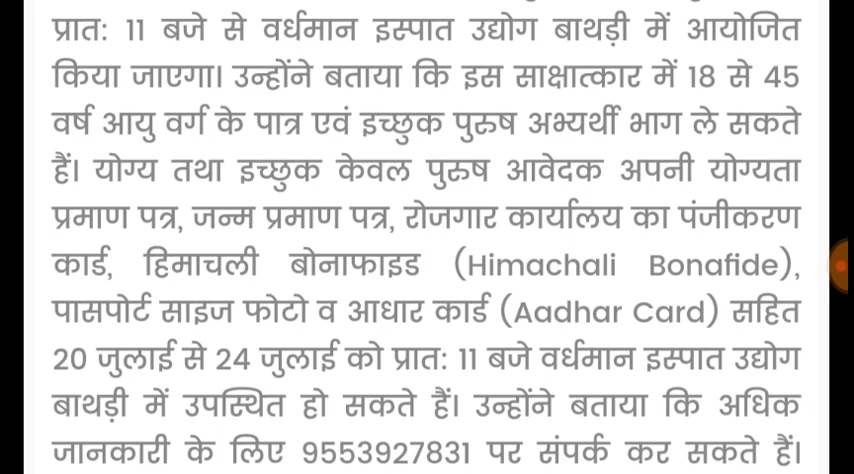 प्रात: 11 बजे से वर्धमान इस्पात उद्योग बाथड़ी में आयोजित
किया जाएगा। उन्होंने बताया कि इस साक्षात्कार में 18 से 45
वर्ष आयु वर्ग के पात्र एवं इच्छुक पुरुष अभ्यर्थी भाग ले सकते
हैं। योग्य तथा इच्छुक केवल पुरुष आवेदक अपनी योग्यता
प्रमाण पत्र, जन्म प्रमाण पत्र, रोजगार कार्यालय का पंजीकरण
कार्ड, हिमाचली बोनाफाइड (Himachali Bonafide),
पासपोर्ट साइज फोटो व आधार कार्ड (Aadhar Card) सहित
20 जुलाई से 24 जुलाई को प्रात: 11 बजे वर्धमान इस्पात उद्योग
बाथड़ी में उपस्थित हो सकते हैं। उन्होंने बताया कि अधिक
जानकारी के लिए 9553927831 पर संपर्क कर सकते हैं।